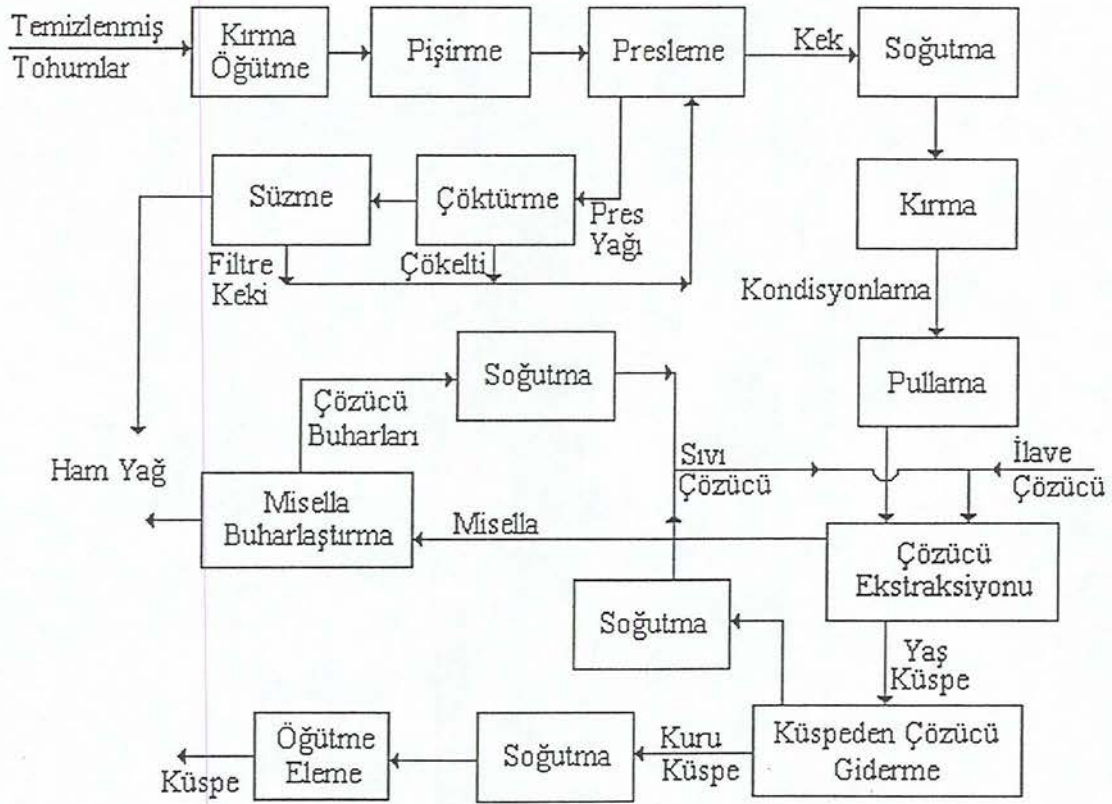 Temizlenmiş
Tohumlar
Kırma
Öğütme
Pişirme
Presleme
Kek
Soğutma
Süzme
Çöktürme
Pres
Yağı
Kırma
Filtre
Keki
Çökelti
Kondisyonlama
Soğutma
Pullama
Çözücü
Buharları
Ham Yağ
Sıvı
Çözücü
İlave
Çözücü
Misella
Buharlaştırma
Misella
Çözücü
Ekstraksiyonu
Soğutma
Yaş
Küspe
Öğütme
Eleme
Soğutma
Kuru
Küspe
Küspeden Çözücü
Giderme
Küspe